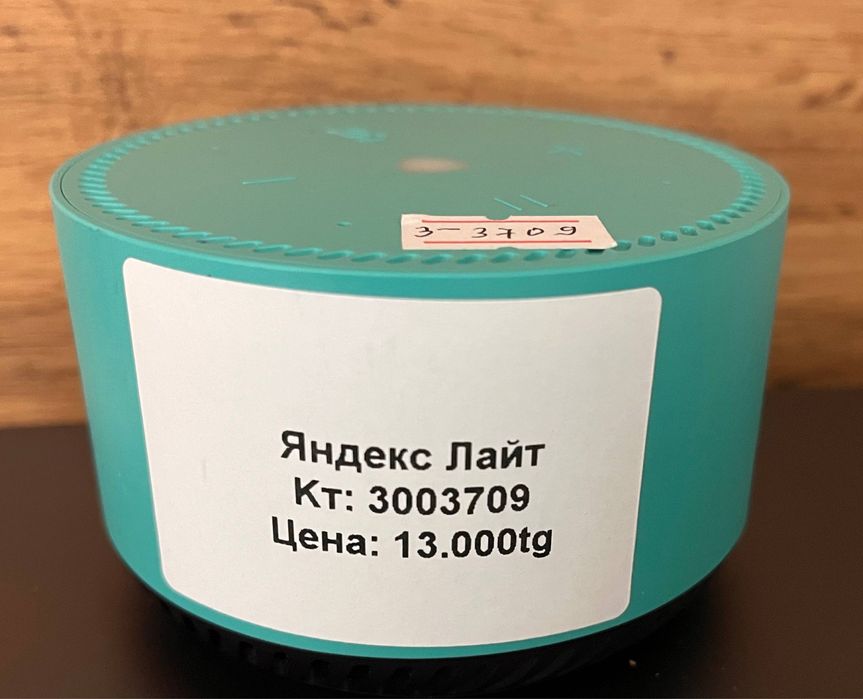 3-3709
Яндекс Лайт
Кт: 3003709
Цена: 13.000tg